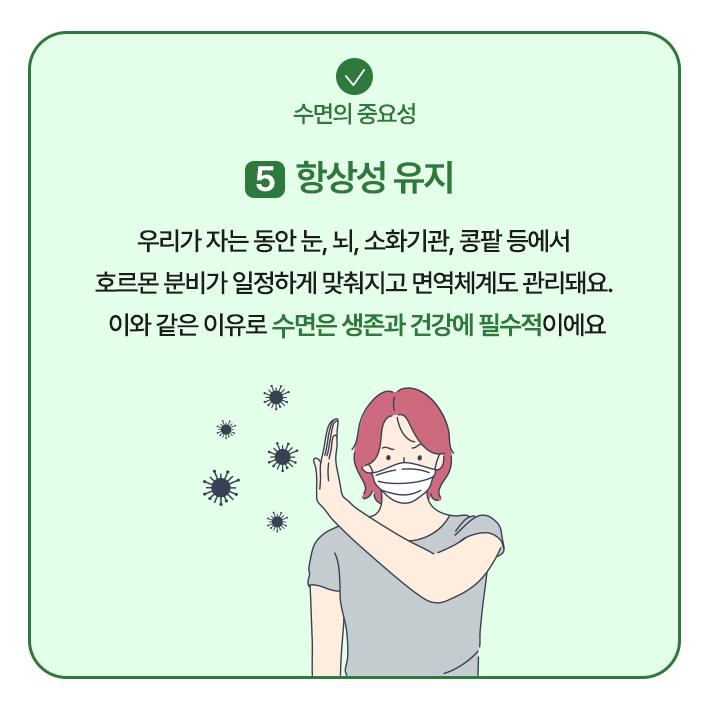 수면의 중요성
5 항상성 유지
우리가 자는 동안 눈, 뇌, 소화기관, 콩팥 등에서
호르몬 분비가 일정하게 맞춰지고 면역체계도 관리돼요.
이와 같은 이유로 수면은 생존과 건강에 필수적이에요